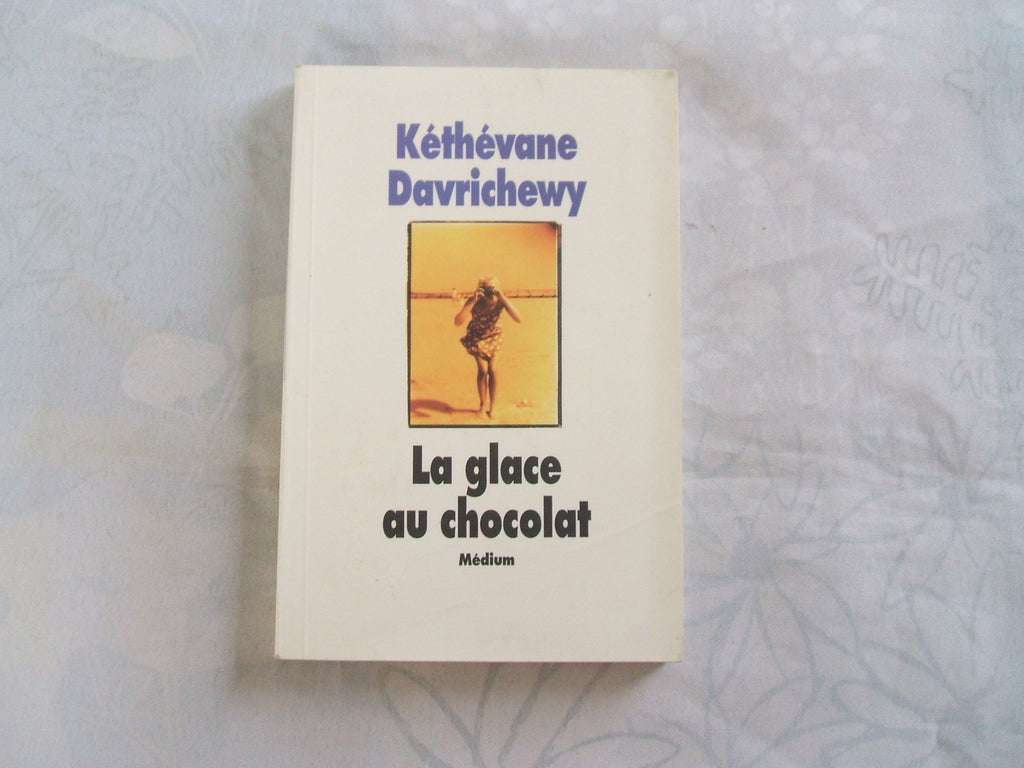 Kéthévane
Davrichewy
La glace
au chocolat
Médium